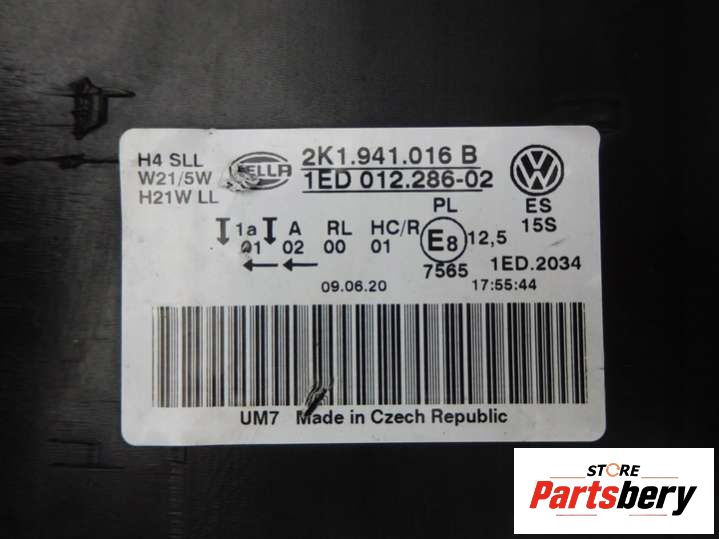 H4 SLL
W21/5W
H21W LL
HELLA
2K1.941.016 B
1ED 012.286-02
VW
ES
15S
1a A RL HC/R PL
01 02 00 01 E8 12,5
7565 1ED.2034
09.06.20 17:55:44
UM7 Made in Czech Republic
STORE
Partsbery